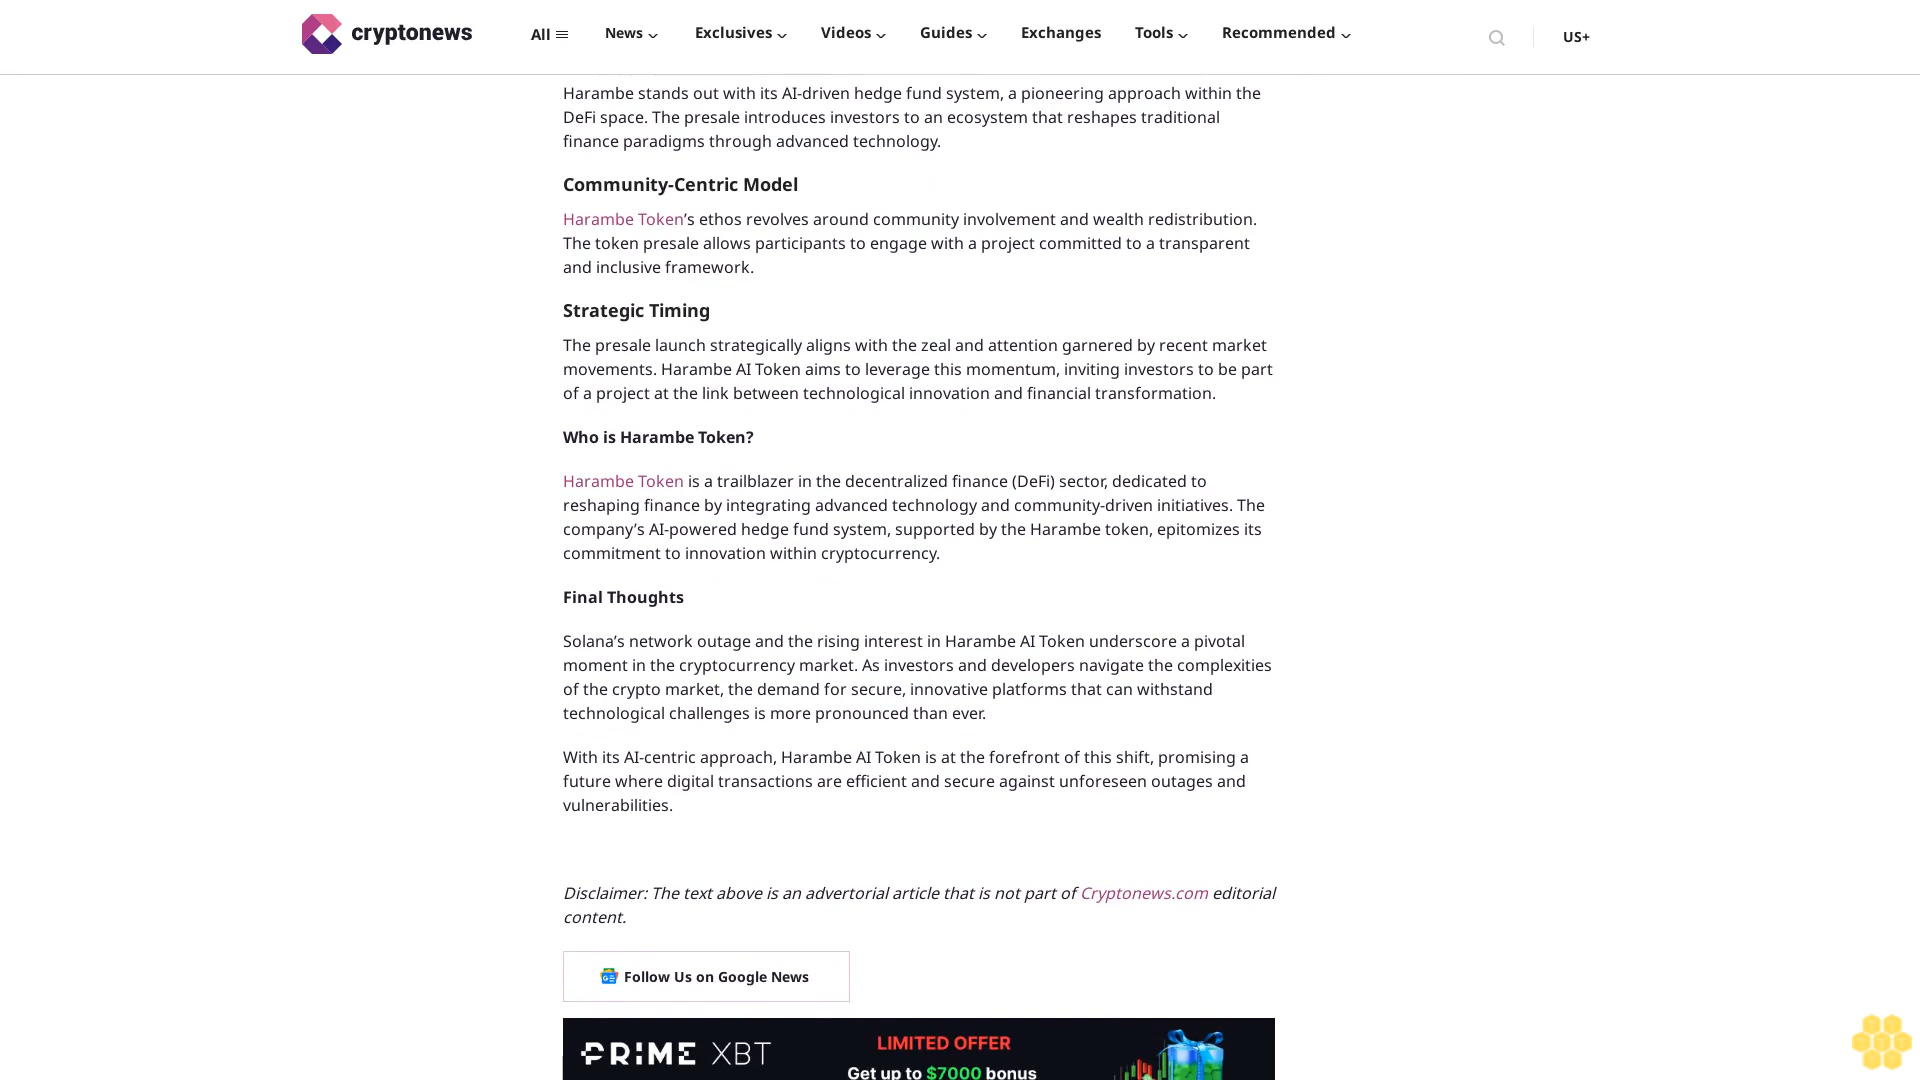 cryptonews
All
News
Exclusives
Videos
Guides
Exchanges
Tools
Recommended
US+
Harambe stands out with its AI-driven hedge fund system, a pioneering approach within the
DeFi space. The presale introduces investors to an ecosystem that reshapes traditional
finance paradigms through advanced technology.
Community-Centric Model
Harambe Token’s ethos revolves around community involvement and wealth redistribution.
The token presale allows participants to engage with a project committed to a transparent
and inclusive framework.
Strategic Timing
The presale launch strategically aligns with the zeal and attention garnered by recent market
movements. Harambe AI Token aims to leverage this momentum, inviting investors to be part
of a project at the link between technological innovation and financial transformation.
Who is Harambe Token?
Harambe Token is a trailblazer in the decentralized finance (DeFi) sector, dedicated to
reshaping finance by integrating advanced technology and community-driven initiatives. The
company’s AI-powered hedge fund system, supported by the Harambe token, epitomizes its
commitment to innovation within cryptocurrency.
Final Thoughts
Solana’s network outage and the rising interest in Harambe AI Token underscore a pivotal
moment in the cryptocurrency market. As investors and developers navigate the complexities
of the crypto market, the demand for secure, innovative platforms that can withstand
technological challenges is more pronounced than ever.
With its AI-centric approach, Harambe AI Token is at the forefront of this shift, promising a
future where digital transactions are efficient and secure against unforeseen outages and
vulnerabilities.
Disclaimer: The text above is an advertorial article that is not part of Cryptonews.com editorial
content.
Follow Us on Google News
PRIME XBT
LIMITED OFFER
Get up to $7000 bonus